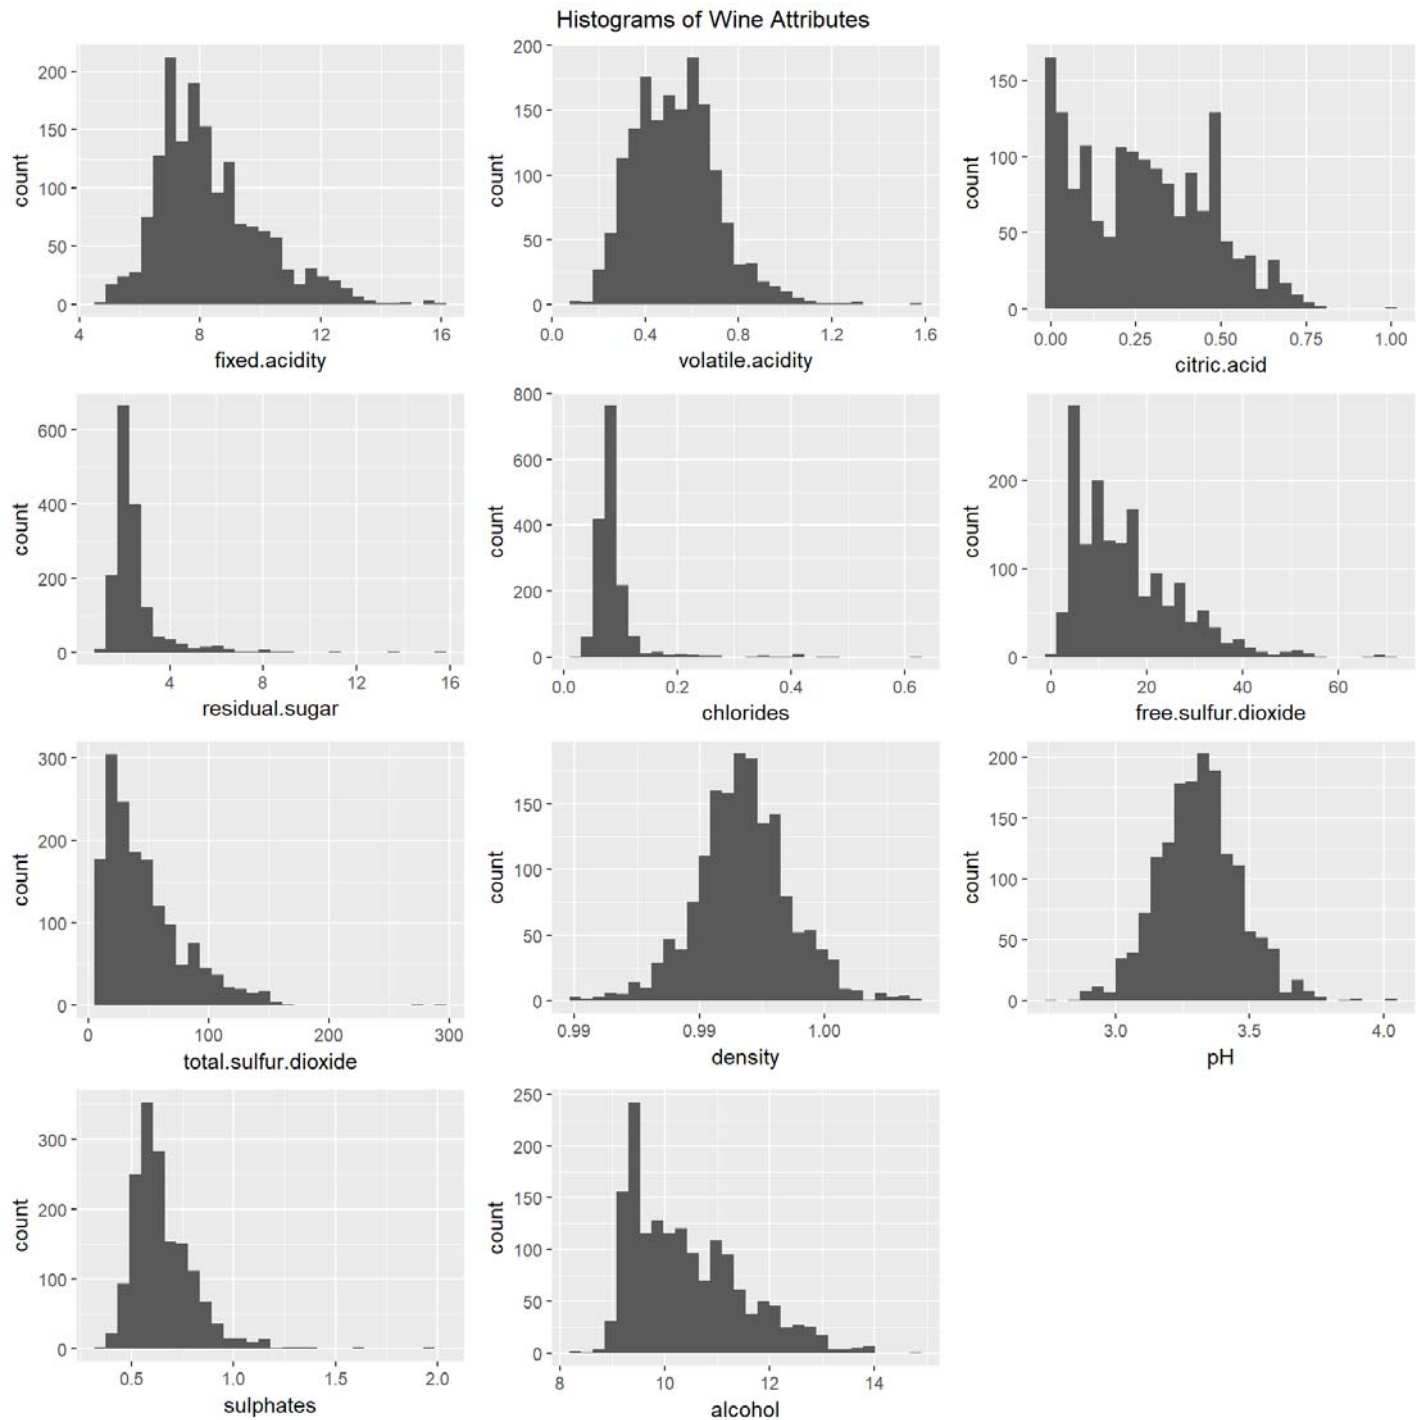 Histograms of Wine Attributes
count
200
150
100
50
0
4 8 12 16
fixed.acidity
count
200
150
100
50
0
0.0 0.4 0.8 1.2 1.6
volatile.acidity
count
150
100
50
0
0.00 0.25 0.50 0.75 1.00
citric.acid
count
600
400
200
0
4 8 12 16
residual.sugar
count
800
600
400
200
0
0.0 0.2 0.4 0.6
chlorides
count
200
100
0
0 20 40 60
free.sulfur.dioxide
count
300
200
100
0
0 100 200 300
total.sulfur.dioxide
count
150
100
50
0
0.99 0.99 1.00
density
count
200
150
100
50
0
3.0 3.5 4.0
pH
count
300
200
100
0
0.5 1.0 1.5 2.0
sulphates
count
250
200
150
100
50
0
8 10 12 14
alcohol